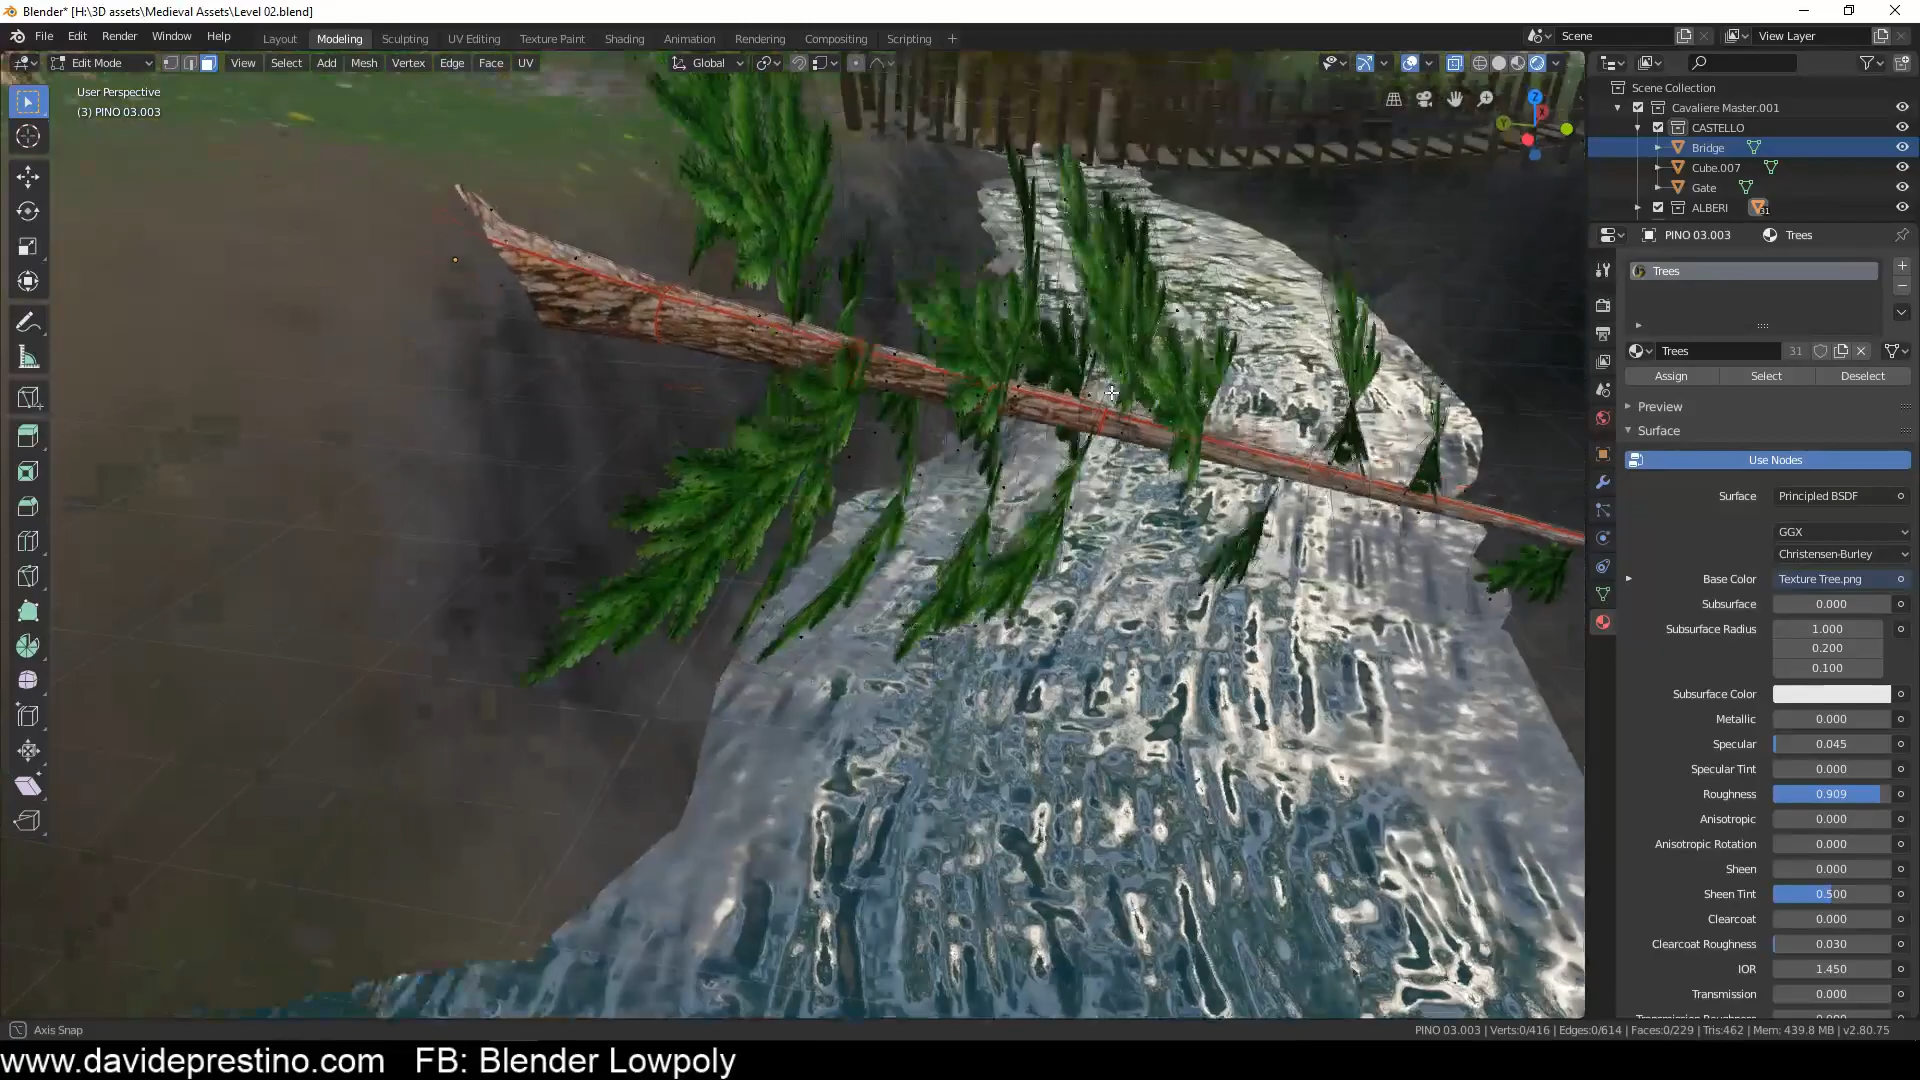 Blender* [H:\3D assets\Medieval Assets\Level 02.blend]
File Edit Render Window Help
Layout Modeling Sculpting UV Editing Texture Paint Shading Animation Rendering Compositing Scripting +
Scene
View Layer
Edit Mode View Select Add Mesh Vertex Edge Face UV
Global
User Perspective
(3) PINO 03.003
Z
X
Y
Scene Collection
Cavaliere Master.001
CASTELLO
Bridge
Cube.007
Gate
ALBERI 31
PINO 03.003 Trees
Trees
Trees 31
Assign Select Deselect
Preview
Surface
Use Nodes
Surface Principled BSDF
GGX
Christensen-Burley
Base Color Texture Tree.png
Subsurface 0.000
Subsurface Radius 1.000
0.200
0.100
Subsurface Color
Metallic 0.000
Specular 0.045
Specular Tint 0.000
Roughness 0.909
Anisotropic 0.000
Anisotropic Rotation 0.000
Sheen 0.000
Sheen Tint 0.500
Clearcoat 0.000
Clearcoat Roughness 0.030
IOR 1.450
Transmission 0.000
Axis Snap
PINO 03.003 | Verts:0/416 | Edges:0/614 | Faces:0/229 | Tris:462 | Mem: 439.8 MB | v2.80.75
www.davideprestino.com FB: Blender Lowpoly